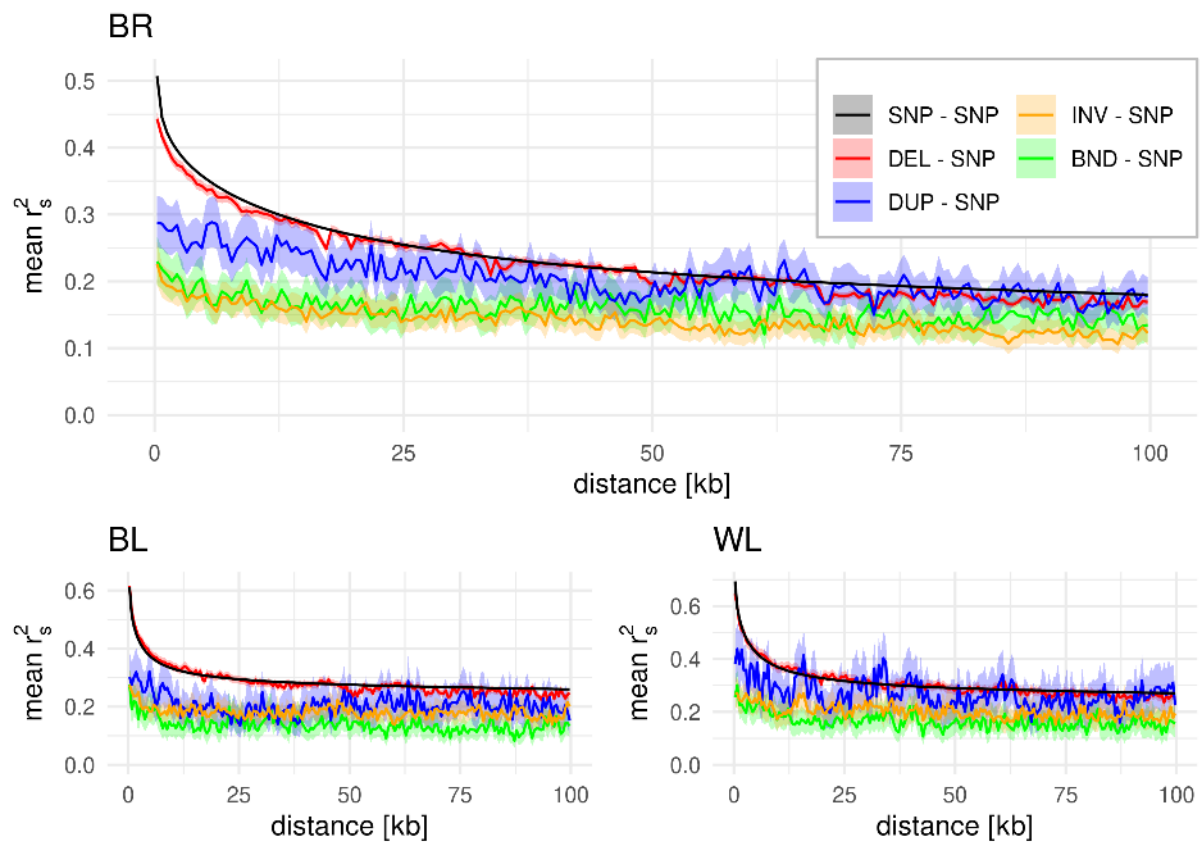 BR
0.5
0.4
0.3
0.2
0.1
0.0
mean r²ₛ
0 25 50 75 100
distance [kb]
SNP - SNP INV - SNP
DEL - SNP BND - SNP
DUP - SNP
BL
0.6
0.4
0.2
0.0
mean r²ₛ
0 25 50 75 100
distance [kb]
WL
0.6
0.4
0.2
0.0
mean r²ₛ
0 25 50 75 100
distance [kb]